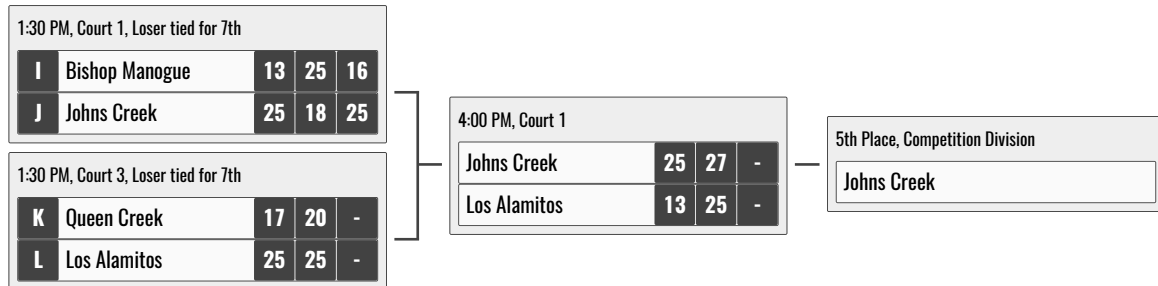 1:30 PM, Court 1, Loser tied for 7th
I Bishop Manogue 13 25 16
J Johns Creek 25 18 25
1:30 PM, Court 3, Loser tied for 7th
K Queen Creek 17 20 -
L Los Alamitos 25 25 -
4:00 PM, Court 1
Johns Creek 25 27 -
Los Alamitos 13 25 -
5th Place, Competition Division
Johns Creek